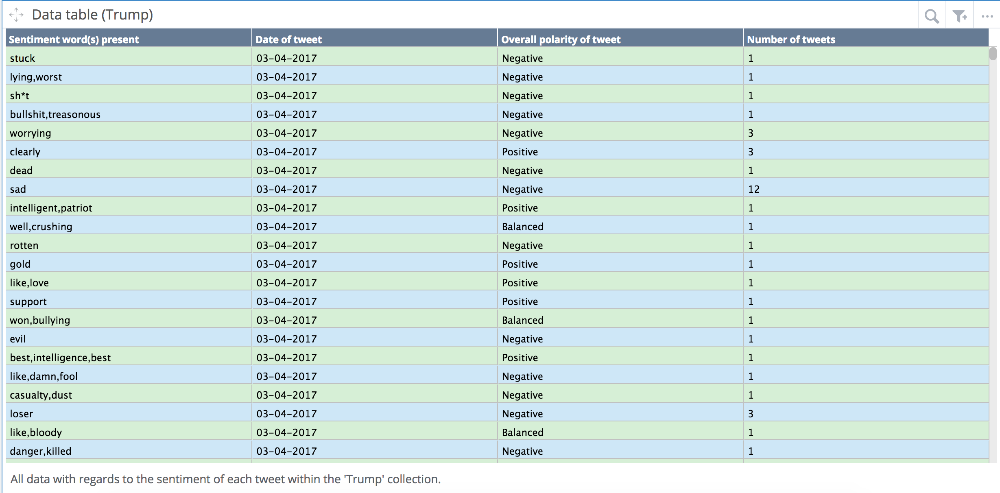 Data table (Trump)
Sentiment word(s) present Date of tweet Overall polarity of tweet Number of tweets
stuck 03-04-2017 Negative 1
lying,worst 03-04-2017 Negative 1
sh*t 03-04-2017 Negative 1
bullshit,treasonous 03-04-2017 Negative 1
worrying 03-04-2017 Negative 3
clearly 03-04-2017 Positive 3
dead 03-04-2017 Negative 1
sad 03-04-2017 Negative 12
intelligent,patriot 03-04-2017 Positive 1
well,crushing 03-04-2017 Balanced 1
rotten 03-04-2017 Negative 1
gold 03-04-2017 Positive 1
like,love 03-04-2017 Positive 1
support 03-04-2017 Positive 1
won,bullying 03-04-2017 Balanced 1
evil 03-04-2017 Negative 1
best,intelligence,best 03-04-2017 Positive 1
like,damn,fool 03-04-2017 Negative 1
casualty,dust 03-04-2017 Negative 1
loser 03-04-2017 Negative 3
like,bloody 03-04-2017 Balanced 1
danger,killed 03-04-2017 Negative 1
All data with regards to the sentiment of each tweet within the 'Trump' collection.